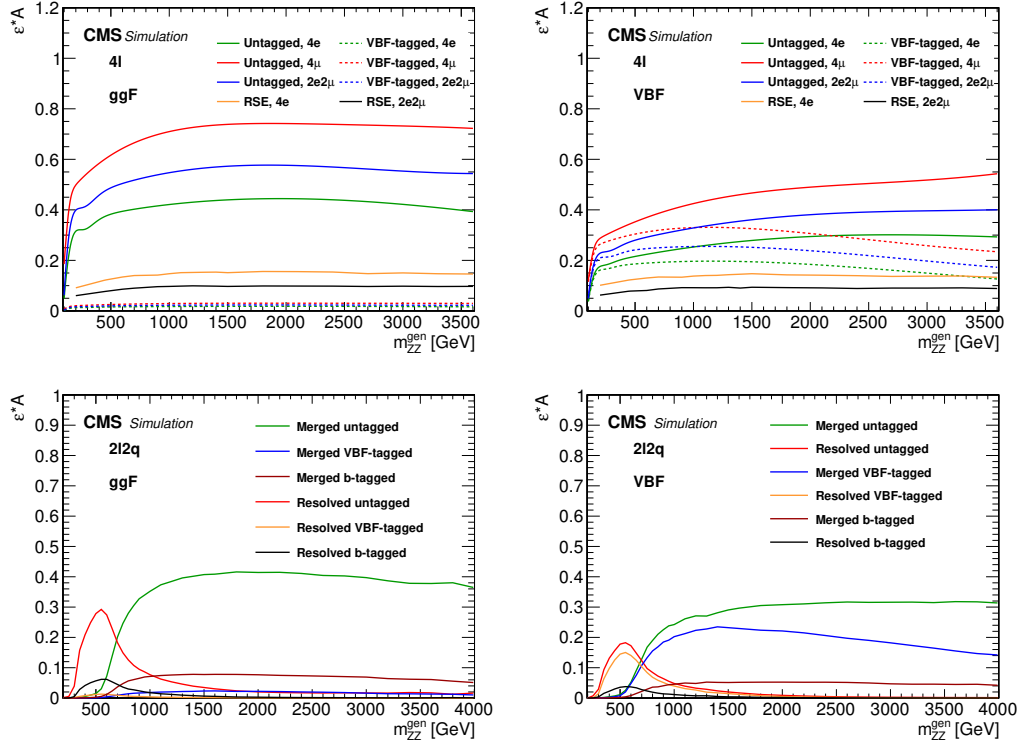 ε*A
1.2
1
0.8
0.6
0.4
0.2
0
CMS Simulation
4l
ggF
Untagged, 4e
Untagged, 4μ
Untagged, 2e2μ
RSE, 4e
VBF-tagged, 4e
VBF-tagged, 4μ
VBF-tagged, 2e2μ
RSE, 2e2μ
500 1000 1500 2000 2500 3000 3500
m_ZZ^gen [GeV]
ε*A
1.2
1
0.8
0.6
0.4
0.2
0
CMS Simulation
4l
VBF
Untagged, 4e
Untagged, 4μ
Untagged, 2e2μ
RSE, 4e
VBF-tagged, 4e
VBF-tagged, 4μ
VBF-tagged, 2e2μ
RSE, 2e2μ
500 1000 1500 2000 2500 3000 3500
m_ZZ^gen [GeV]
ε*A
1
0.9
0.8
0.7
0.6
0.5
0.4
0.3
0.2
0.1
0
CMS Simulation
2l2q
ggF
Merged untagged
Merged VBF-tagged
Merged b-tagged
Resolved untagged
Resolved VBF-tagged
Resolved b-tagged
500 1000 1500 2000 2500 3000 3500 4000
m_ZZ^gen [GeV]
ε*A
1
0.9
0.8
0.7
0.6
0.5
0.4
0.3
0.2
0.1
0
CMS Simulation
2l2q
VBF
Merged untagged
Resolved untagged
Merged VBF-tagged
Resolved VBF-tagged
Merged b-tagged
Resolved b-tagged
500 1000 1500 2000 2500 3000 3500 4000
m_ZZ^gen [GeV]